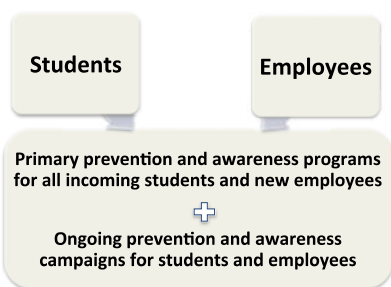 Students
Employees
Primary prevention and awareness programs
for all incoming students and new employees
Ongoing prevention and awareness
campaigns for students and employees